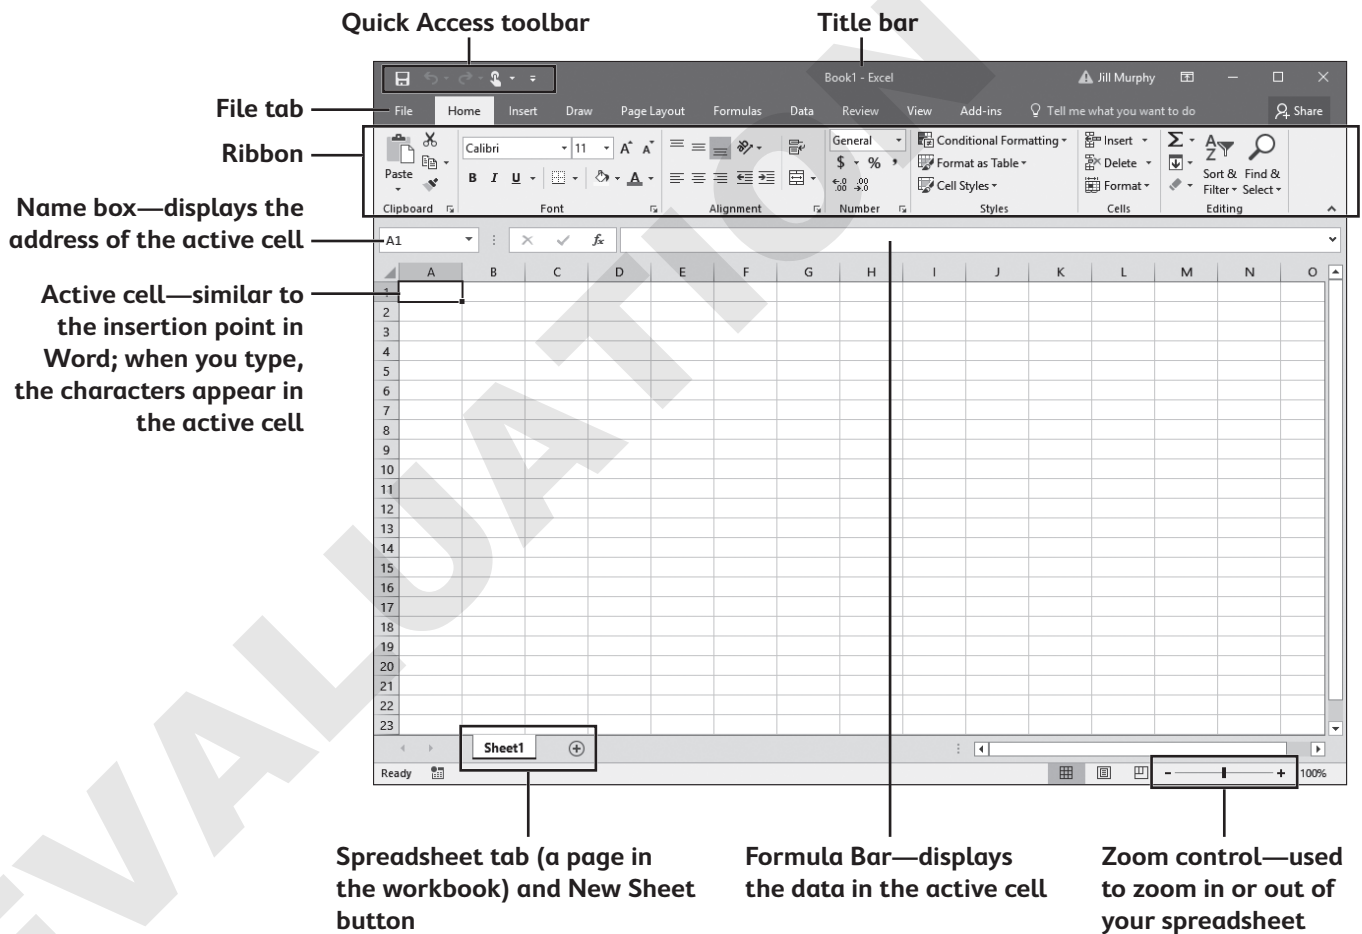 Quick Access toolbar
Title bar
Book1 - Excel
Jill Murphy
File tab
File Home Insert Draw Page Layout Formulas Data Review View Add-ins Tell me what you want to do Share
Ribbon
Calibri 11
General
Conditional Formatting
Insert
Paste
B I U A
$ % ,
Format as Table
Delete
Sort & Filter
Find & Select
Cell Styles
Format
Clipboard Font Alignment Number Styles Cells Editing
Name box—displays the
address of the active cell
A1 fx
A B C D E F G H I J K L M N O
Active cell—similar to
the insertion point in
Word; when you type,
the characters appear in
the active cell
1
2
3
4
5
6
7
8
9
10
11
12
13
14
15
16
17
18
19
20
21
22
23
Sheet1
Ready
100%
Spreadsheet tab (a page in
the workbook) and New Sheet
button
Formula Bar—displays
the data in the active cell
Zoom control—used
to zoom in or out of
your spreadsheet
EVALUATION